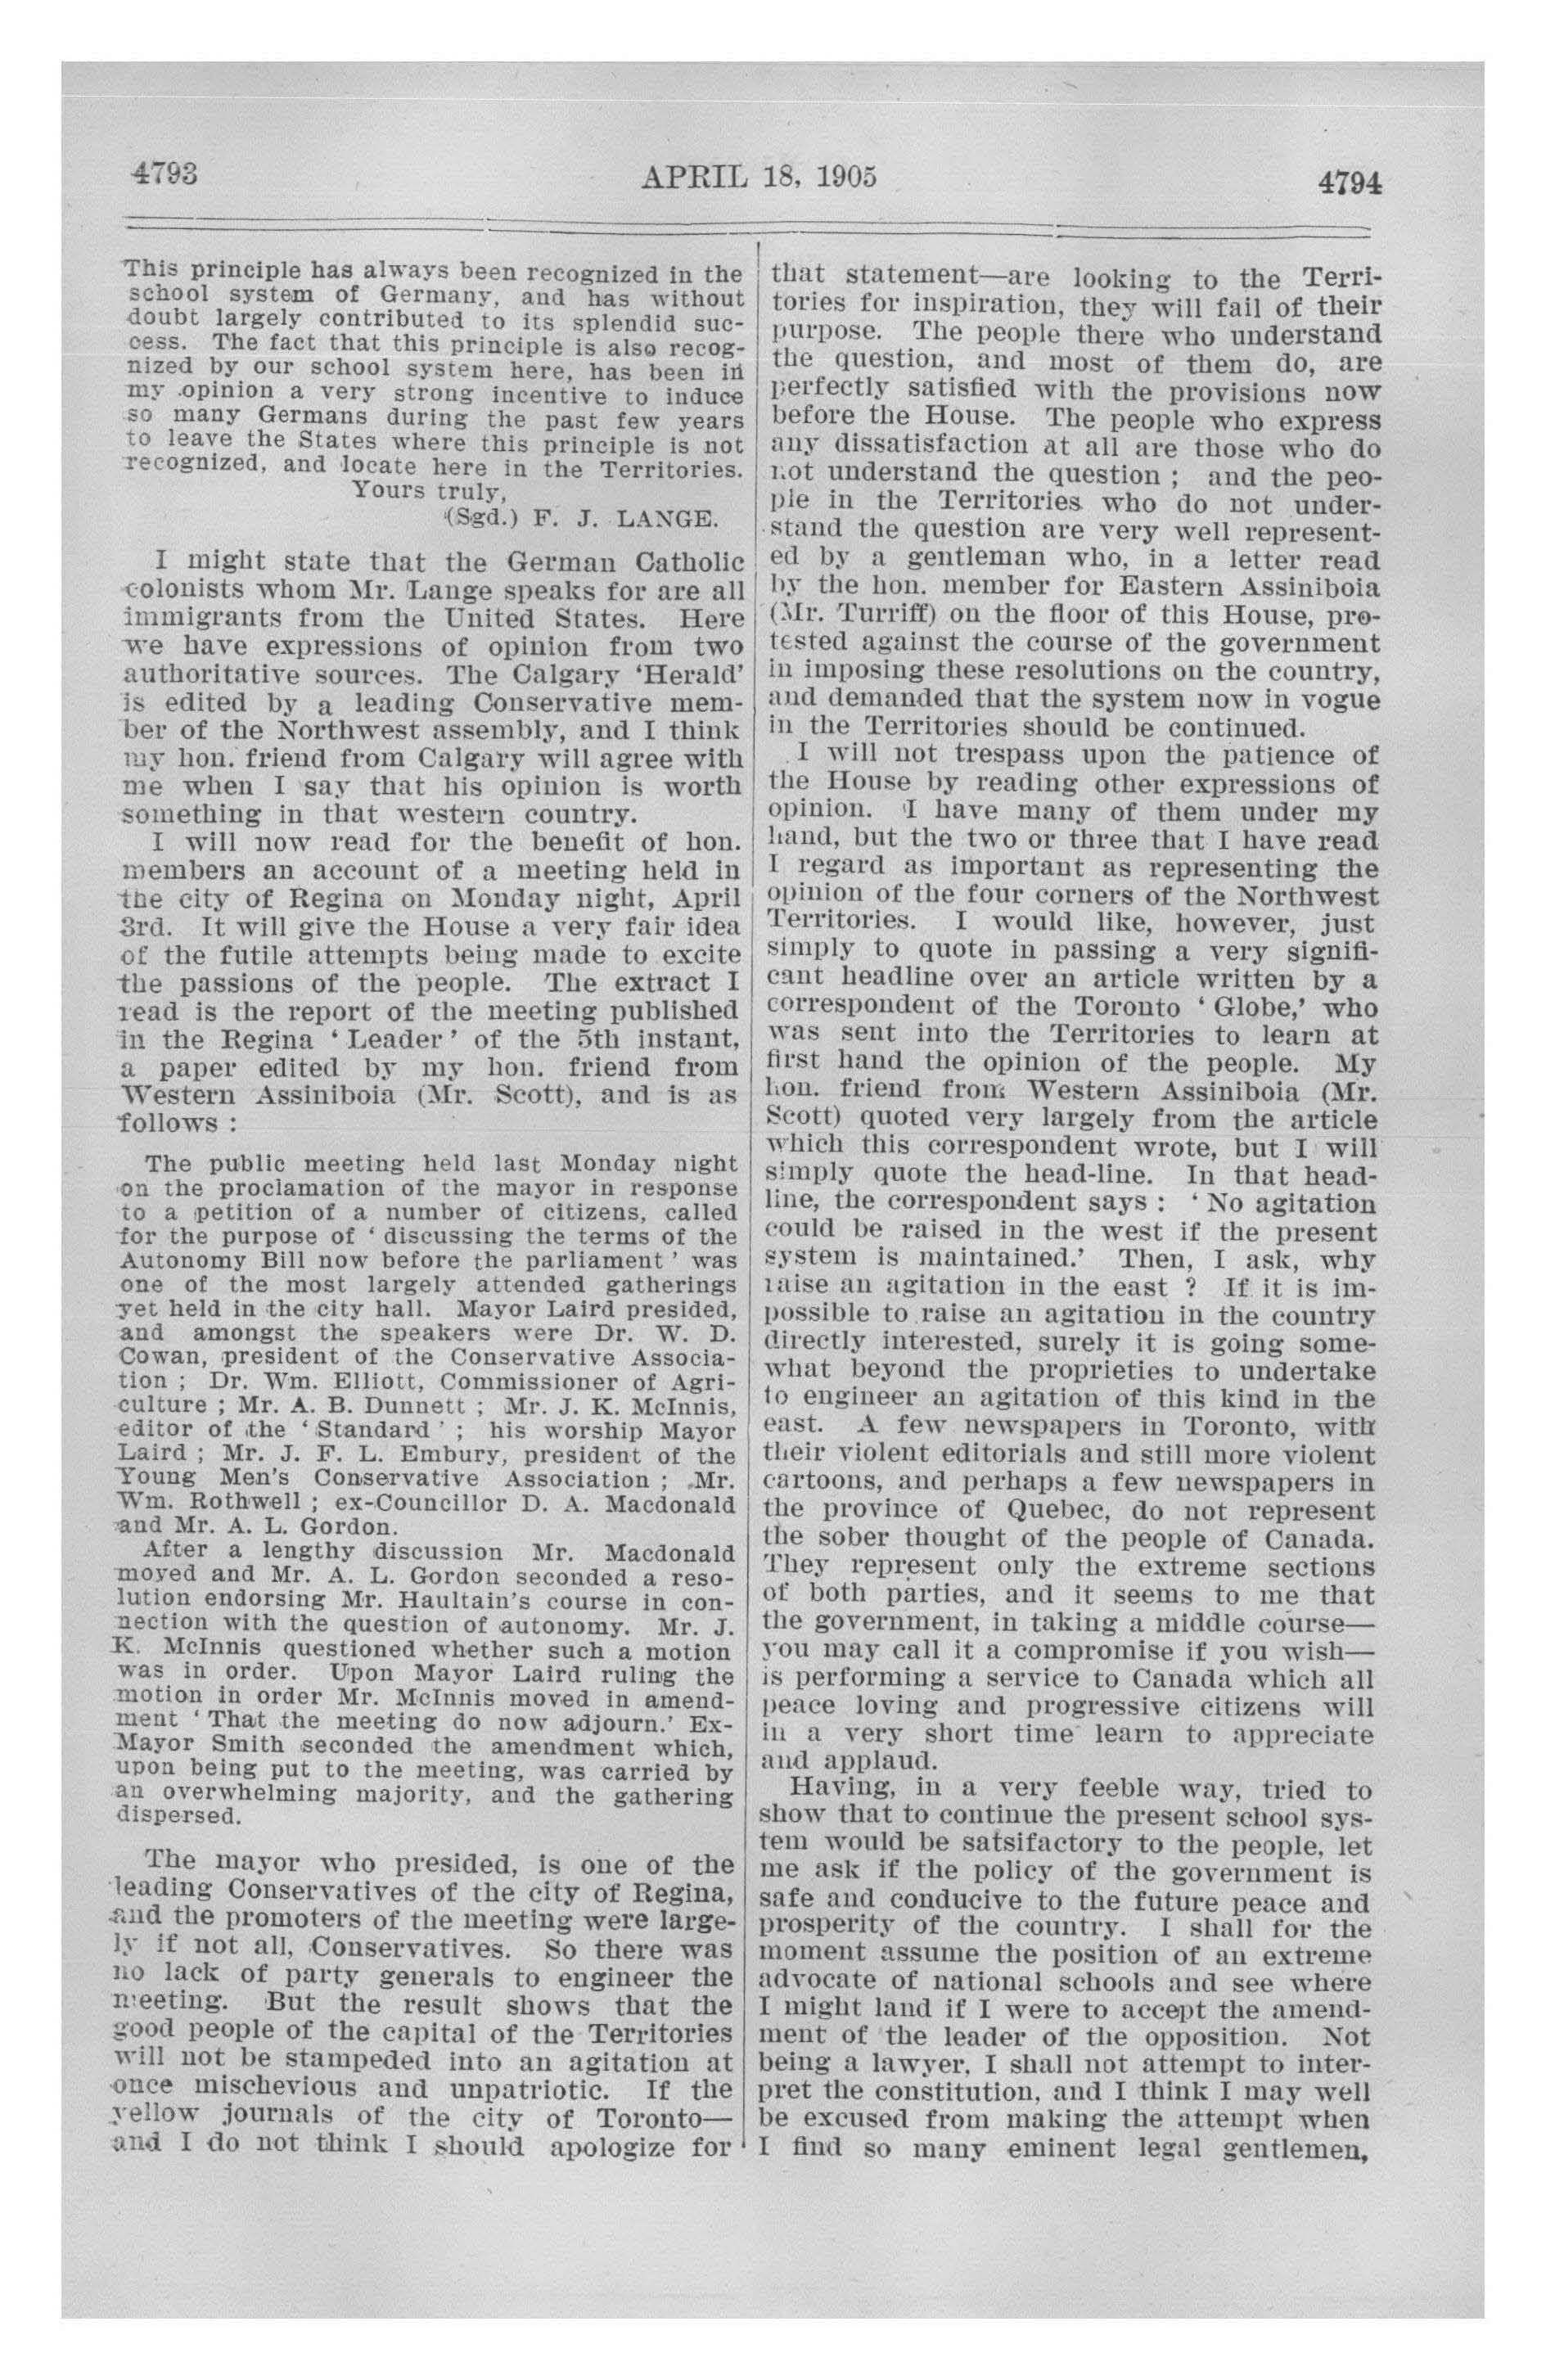 4793
APRIL 18, 1905
4794
This principle has always been recognized in the
school system of Germany, and has without
doubt largely contributed to its splendid suc-
cess. The fact that this principle is also recog-
nized by our school system here, has been in
my opinion a very strong incentive to induce
so many Germans during the past few years
to leave the States where this principle is not
recognized, and locate here in the Territories.
Yours truly,
(Sgd.) F. J. LANGE.
I might state that the German Catholic
colonists whom Mr. Lange speaks for are all
immigrants from the United States. Here
we have expressions of opinion from two
authoritative sources. The Calgary 'Herald'
is edited by a leading Conservative mem-
ber of the Northwest assembly, and I think
my hon. friend from Calgary will agree with
me when I say that his opinion is worth
something in that western country.
I will now read for the benefit of hon.
members an account of a meeting held in
the city of Regina on Monday night, April
3rd. It will give the House a very fair idea
of the futile attempts being made to excite
the passions of the people. The extract I
read is the report of the meeting published
in the Regina ' Leader ' of the 5th instant,
a paper edited by my hon. friend from
Western Assiniboia (Mr. Scott), and is as
follows :
The public meeting held last Monday night
on the proclamation of the mayor in response
to a petition of a number of citizens, called
for the purpose of ' discussing the terms of the
Autonomy Bill now before the parliament ' was
one of the most largely attended gatherings
yet held in the city hall. Mayor Laird presided,
and amongst the speakers were Dr. W. D.
Cowan, president of the Conservative Associa-
tion ; Dr. Wm. Elliott, Commissioner of Agri-
culture ; Mr. A. B. Dunnett ; Mr. J. K. McInnis,
editor of the ' Standard ' ; his worship Mayor
Laird ; Mr. J. F. L. Embury, president of the
Young Men's Conservative Association ; Mr.
Wm. Rothwell ; ex-Councillor D. A. Macdonald
and Mr. A. L. Gordon.
After a lengthy discussion Mr. Macdonald
moved and Mr. A. L. Gordon seconded a reso-
lution endorsing Mr. Haultain's course in con-
nection with the question of autonomy. Mr. J.
K. McInnis questioned whether such a motion
was in order. Upon Mayor Laird ruling the
motion in order Mr. McInnis moved in amend-
ment ' That the meeting do now adjourn.' Ex-
Mayor Smith seconded the amendment which,
upon being put to the meeting, was carried by
an overwhelming majority, and the gathering
dispersed.
The mayor who presided, is one of the
leading Conservatives of the city of Regina,
and the promoters of the meeting were large-
ly if not all, Conservatives. So there was
no lack of party generals to engineer the
meeting. But the result shows that the
good people of the capital of the Territories
will not be stampeded into an agitation at
once mischevious and unpatriotic. If the
yellow journals of the city of Toronto—
and I do not think I should apologize for
that statement—are looking to the Terri-
tories for inspiration, they will fail of their
purpose. The people there who understand
the question, and most of them do, are
perfectly satisfied with the provisions now
before the House. The people who express
any dissatisfaction at all are those who do
not understand the question ; and the peo-
ple in the Territories who do not under-
stand the question are very well represent-
ed by a gentleman who, in a letter read
by the hon. member for Eastern Assiniboia
(Mr. Turriff) on the floor of this House, pro-
tested against the course of the government
in imposing these resolutions on the country,
and demanded that the system now in vogue
in the Territories should be continued.
I will not trespass upon the patience of
the House by reading other expressions of
opinion. I have many of them under my
hand, but the two or three that I have read
I regard as important as representing the
opinion of the four corners of the Northwest
Territories. I would like, however, just
simply to quote in passing a very signifi-
cant headline over an article written by a
correspondent of the Toronto ' Globe,' who
was sent into the Territories to learn at
first hand the opinion of the people. My
hon. friend from Western Assiniboia (Mr.
Scott) quoted very largely from the article
which this correspondent wrote, but I will
simply quote the head-line. In that head-
line, the correspondent says : ' No agitation
could be raised in the west if the present
system is maintained.' Then, I ask, why
raise an agitation in the east ? If it is im-
possible to raise an agitation in the country
directly interested, surely it is going some-
what beyond the proprieties to undertake
to engineer an agitation of this kind in the
east. A few newspapers in Toronto, with
their violent editorials and still more violent
cartoons, and perhaps a few newspapers in
the province of Quebec, do not represent
the sober thought of the people of Canada.
They represent only the extreme sections
of both parties, and it seems to me that
the government, in taking a middle course—
you may call it a compromise if you wish—
is performing a service to Canada which all
peace loving and progressive citizens will
in a very short time learn to appreciate
and applaud.
Having, in a very feeble way, tried to
show that to continue the present school sys-
tem would be satsifactory to the people, let
me ask if the policy of the government is
safe and conducive to the future peace and
prosperity of the country. I shall for the
moment assume the position of an extreme
advocate of national schools and see where
I might land if I were to accept the amend-
ment of the leader of the opposition. Not
being a lawyer, I shall not attempt to inter-
pret the constitution, and I think I may well
be excused from making the attempt when
I find so many eminent legal gentlemen,